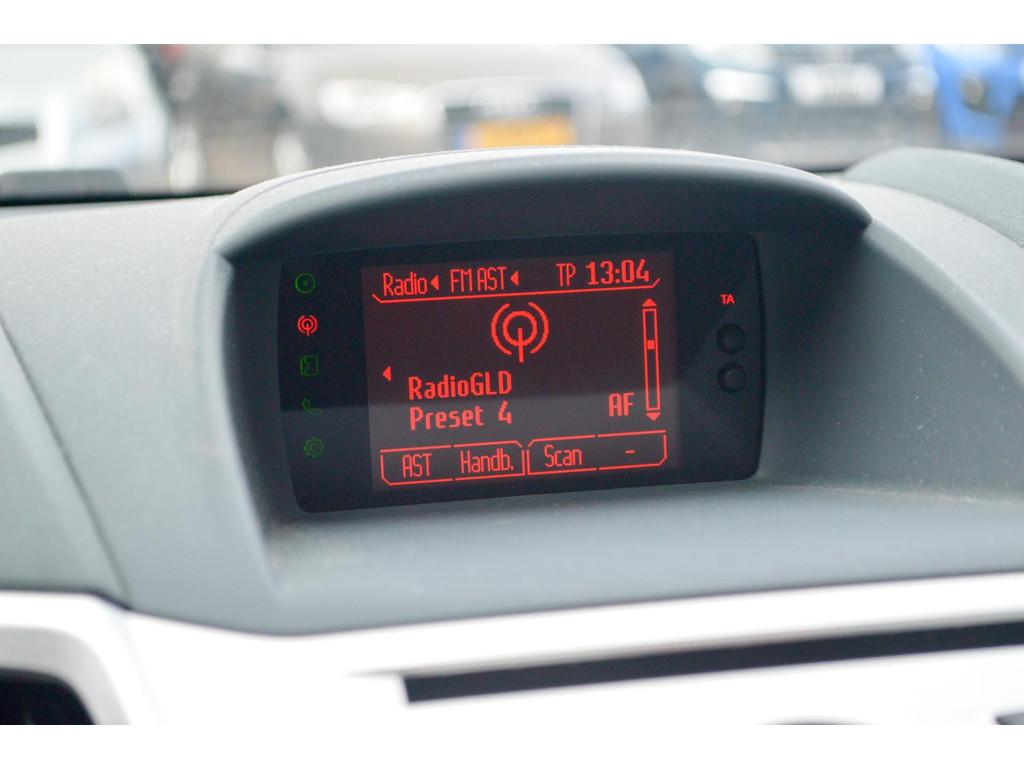 Radio FM AST TP 13:04
TA
RadioGLD
Preset 4 AF
AST Handb. Scan -